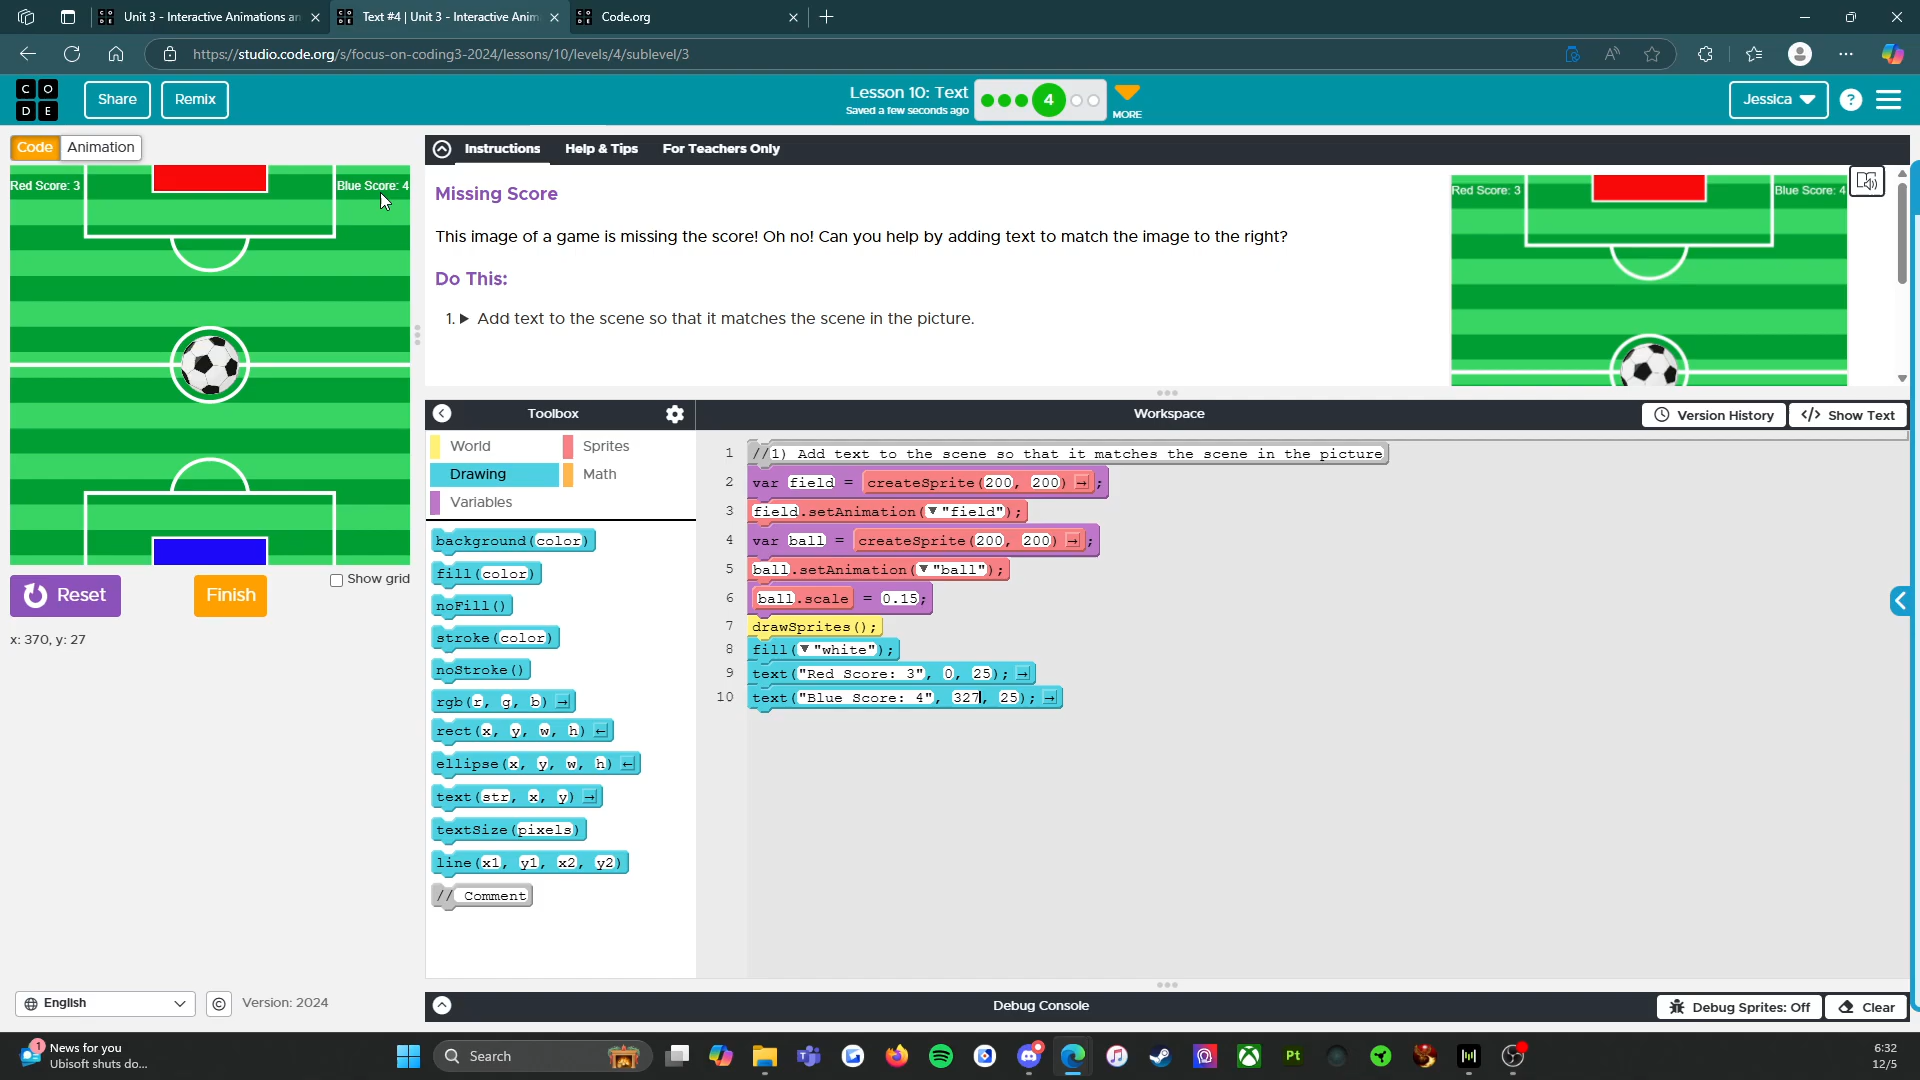 Unit 3 - Interactive Animations an
Text #4 | Unit 3 - Interactive Anim
Code.org
https://studio.code.org/s/focus-on-coding3-2024/lessons/10/levels/4/sublevel/3
C O
D E
Share
Remix
Lesson 10: Text
Saved a few seconds ago
4
MORE
Jessica
?
Code
Animation
Instructions
Help & Tips
For Teachers Only
Red Score: 3
Blue Score: 4
Missing Score
This image of a game is missing the score! Oh no! Can you help by adding text to match the image to the right?
Do This:
1. ▶ Add text to the scene so that it matches the scene in the picture.
Red Score: 3
Blue Score: 4
Reset
Finish
Show grid
x: 370, y: 27
Toolbox
Workspace
Version History
</> Show Text
World
Sprites
Drawing
Math
Variables
background(color)
fill(color)
noFill()
stroke(color)
noStroke()
rgb(r, g, b) →
rect(x, y, w, h) ←
ellipse(x, y, w, h) ←
text(str, x, y) →
textSize(pixels)
line(x1, y1, x2, y2)
// Comment
1 //1) Add text to the scene so that it matches the scene in the picture
2 var field = createSprite(200, 200) → ;
3 field.setAnimation(▼ "field");
4 var ball = createSprite(200, 200) → ;
5 ball.setAnimation(▼ "ball");
6 ball.scale = 0.15;
7 drawSprites();
8 fill(▼ "white");
9 text("Red Score: 3", 0, 25); →
10 text("Blue Score: 4", 327, 25); →
English
©
Version: 2024
Debug Console
Debug Sprites: Off
Clear
1
News for you
Ubisoft shuts do...
Search
Pt
6:32
12/5